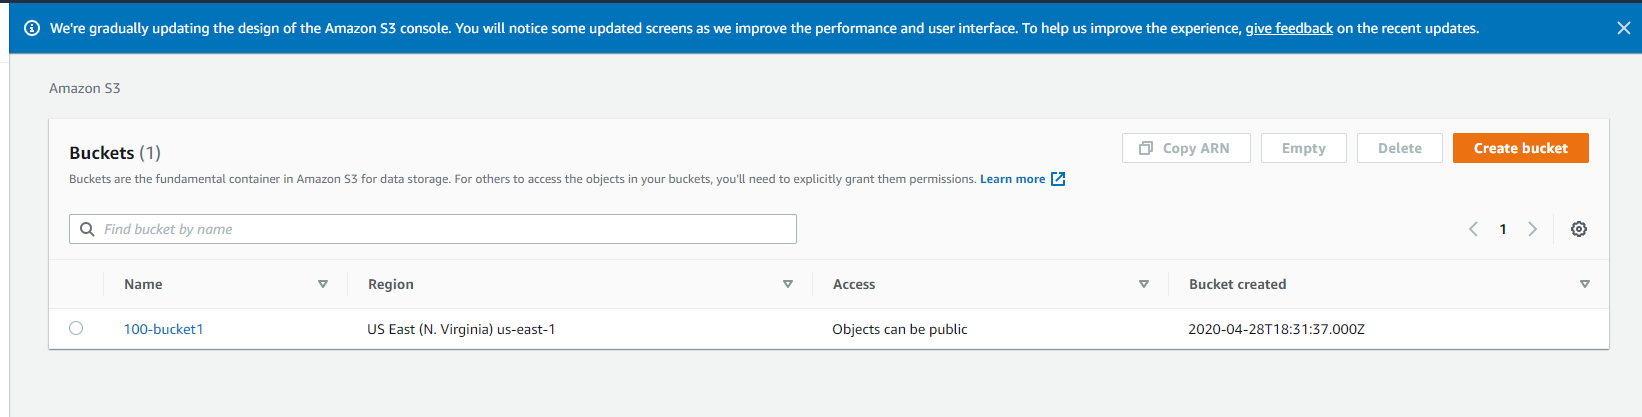 We're gradually updating the design of the Amazon S3 console. You will notice some updated screens as we improve the performance and user interface. To help us improve the experience, give feedback on the recent updates.
Amazon S3
Buckets (1)
Copy ARN Empty Delete Create bucket
Buckets are the fundamental container in Amazon S3 for data storage. For others to access the objects in your buckets, you'll need to explicitly grant them permissions. Learn more
Find bucket by name
1
Name Region Access Bucket created
100-bucket1 US East (N. Virginia) us-east-1 Objects can be public 2020-04-28T18:31:37.000Z